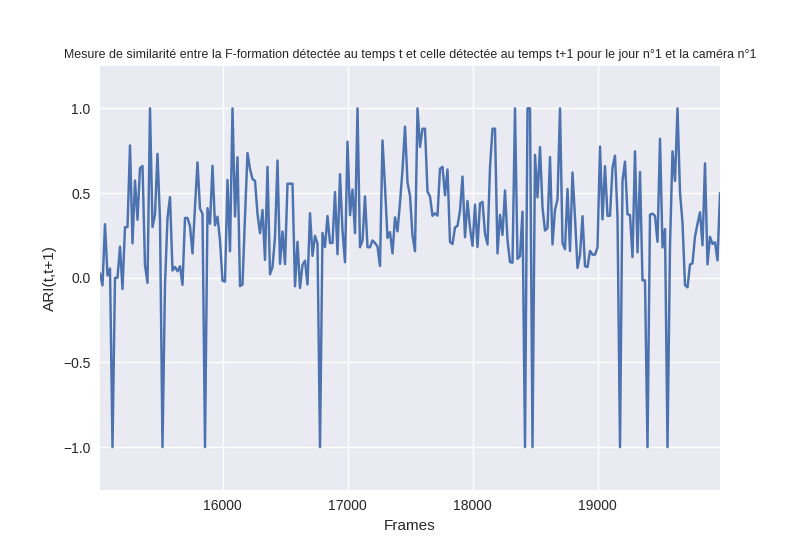 Mesure de similarité entre la F-formation détectée au temps t et celle détectée au temps t+1 pour le jour n°1 et la caméra n°1
1.0
0.5
0.0
−0.5
−1.0
ARI(t,t+1)
16000 17000 18000 19000
Frames